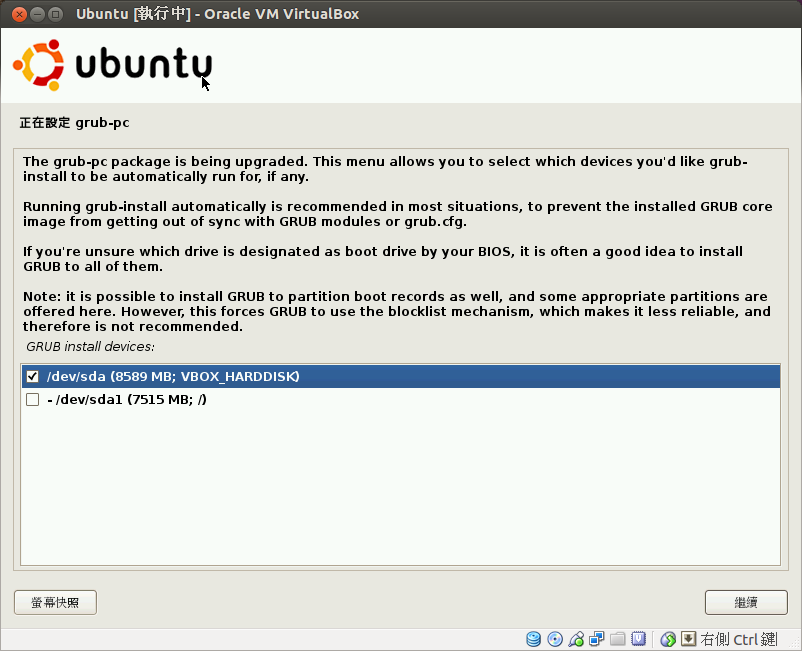 Ubuntu [執行中] - Oracle VM VirtualBox
ubuntu
正在設定 grub-pc
The grub-pc package is being upgraded. This menu allows you to select which devices you'd like grub-
install to be automatically run for, if any.
Running grub-install automatically is recommended in most situations, to prevent the installed GRUB core
image from getting out of sync with GRUB modules or grub.cfg.
If you're unsure which drive is designated as boot drive by your BIOS, it is often a good idea to install
GRUB to all of them.
Note: it is possible to install GRUB to partition boot records as well, and some appropriate partitions are
offered here. However, this forces GRUB to use the blocklist mechanism, which makes it less reliable, and
therefore is not recommended.
GRUB install devices:
/dev/sda (8589 MB; VBOX_HARDDISK)
- /dev/sda1 (7515 MB; /)
螢幕快照
繼續
右側 Ctrl 鍵